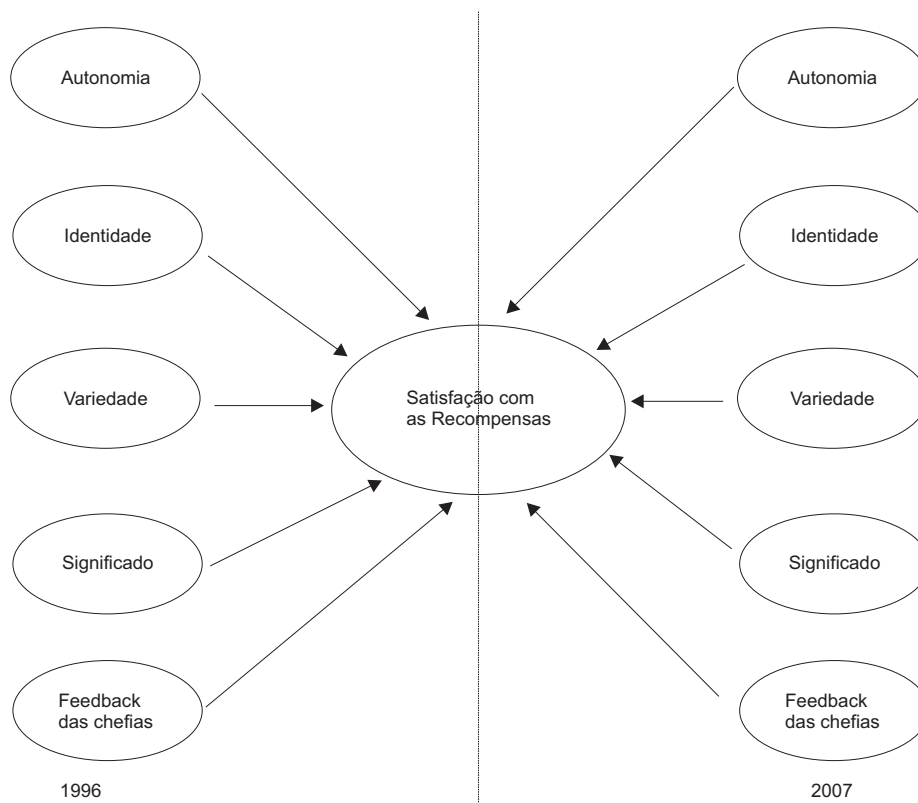 Autonomia
Autonomia
Identidade
Identidade
Variedade
Satisfação com
as Recompensas
Variedade
Significado
Significado
Feedback
das chefias
Feedback
das chefias
1996
2007